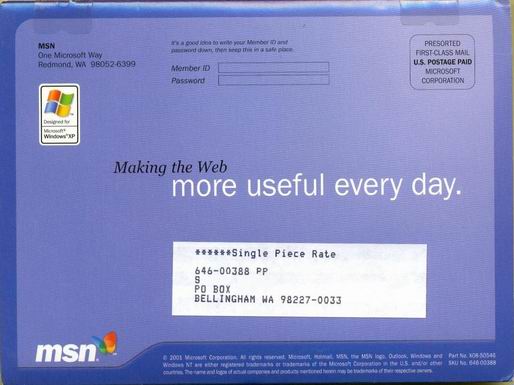 MSN
One Microsoft Way
Redmond, WA 98052-6399
It's a good idea to write your Member ID and
password down, then keep this in a safe place.
Member ID
Password
PRESORTED
FIRST-CLASS MAIL
U.S. POSTAGE PAID
MICROSOFT
CORPORATION
Designed for
Microsoft®
Windows®XP
Making the Web
more useful every day.
******Single Piece Rate
646-00388 PP
S
PO BOX
BELLINGHAM WA 98227-0033
msn
© 2001 Microsoft Corporation. All rights reserved. Microsoft, Hotmail, MSN, the MSN logo, Outlook, Windows and
Windows NT are either registered trademarks or trademarks of Microsoft Corporation in the U.S. and/or other
countries. The name and logos of actual companies and products mentioned herein may be trademarks of their respective owners.
Part No. X08-50546
SKU No. 646-00388